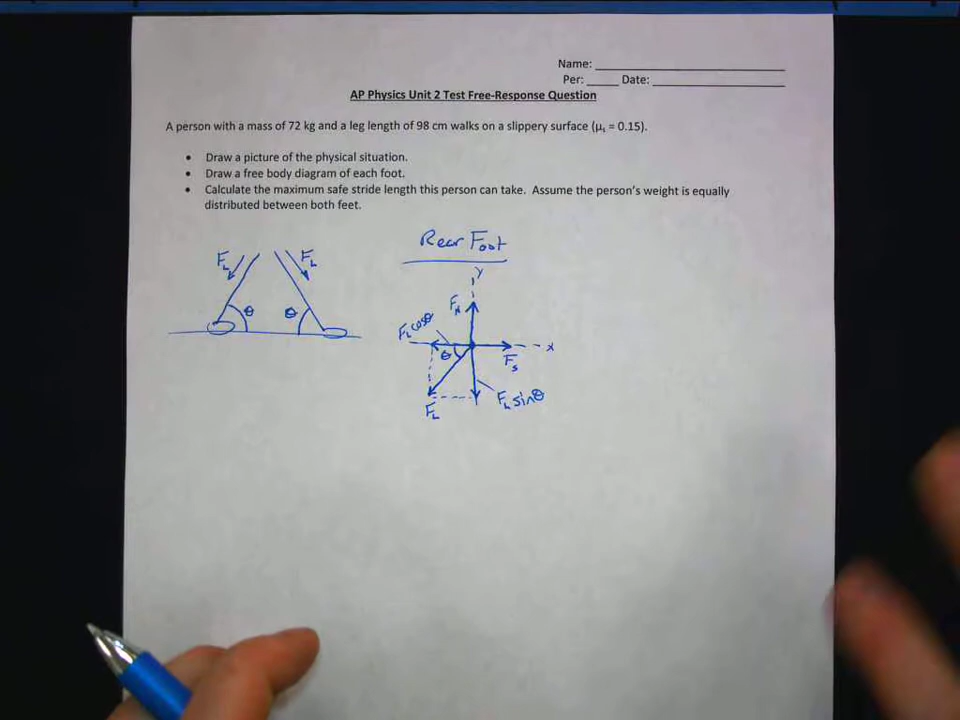 Name: ____________________
Per: _____ Date: ____________________
AP Physics Unit 2 Test Free-Response Question
A person with a mass of 72 kg and a leg length of 98 cm walks on a slippery surface (μs = 0.15).
• Draw a picture of the physical situation.
• Draw a free body diagram of each foot.
• Calculate the maximum safe stride length this person can take. Assume the person's weight is equally
distributed between both feet.
Rear Foot
FL FL
θ θ
y
FN
FL cosθ
θ
x
Fs
FL sinθ
FL